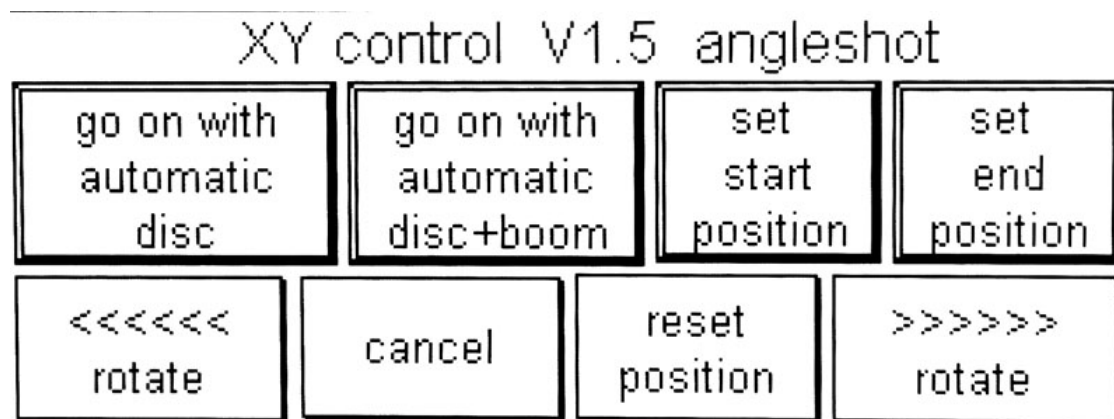 XY control V1.5 angleshot
go on with
automatic
disc
go on with
automatic
disc+boom
set
start
position
set
end
position
<<<<<<
rotate
cancel
reset
position
>>>>>>
rotate